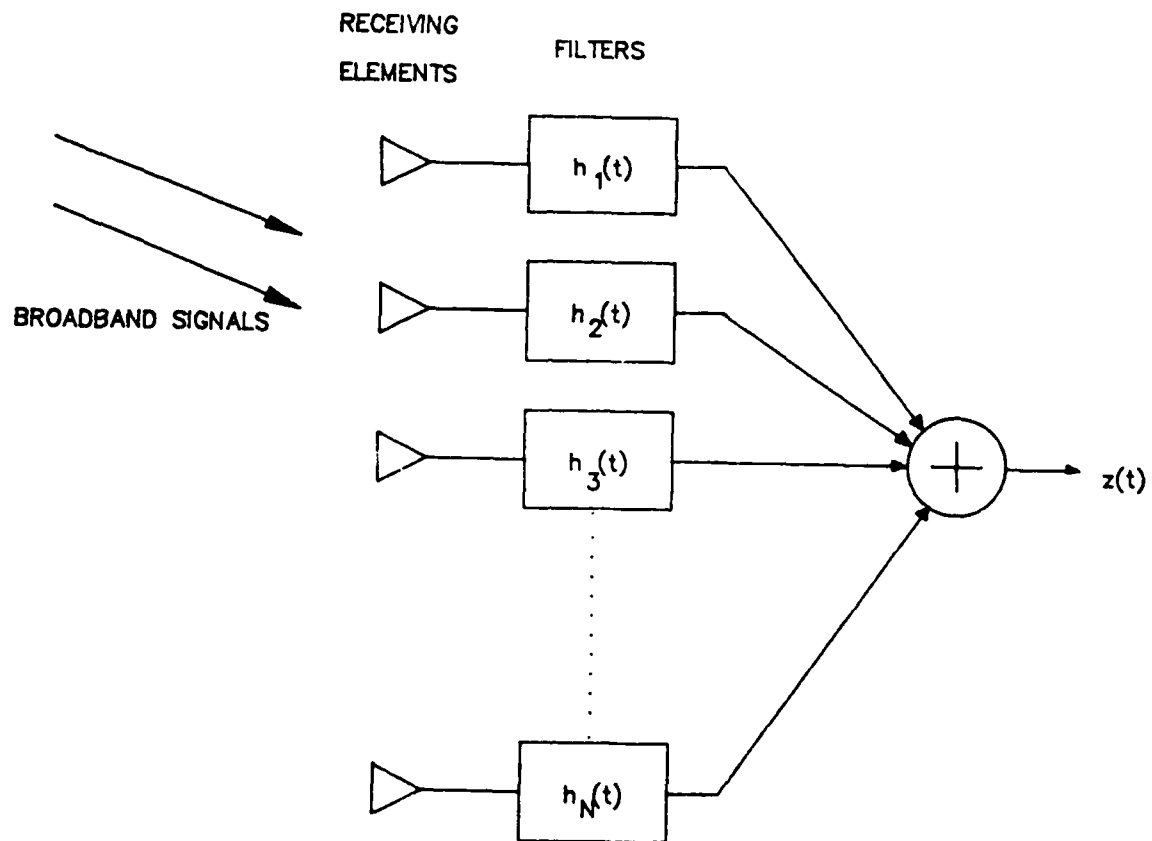 RECEIVING
ELEMENTS
FILTERS
h1(t)
h2(t)
BROADBAND SIGNALS
h3(t)
z(t)
hN(t)